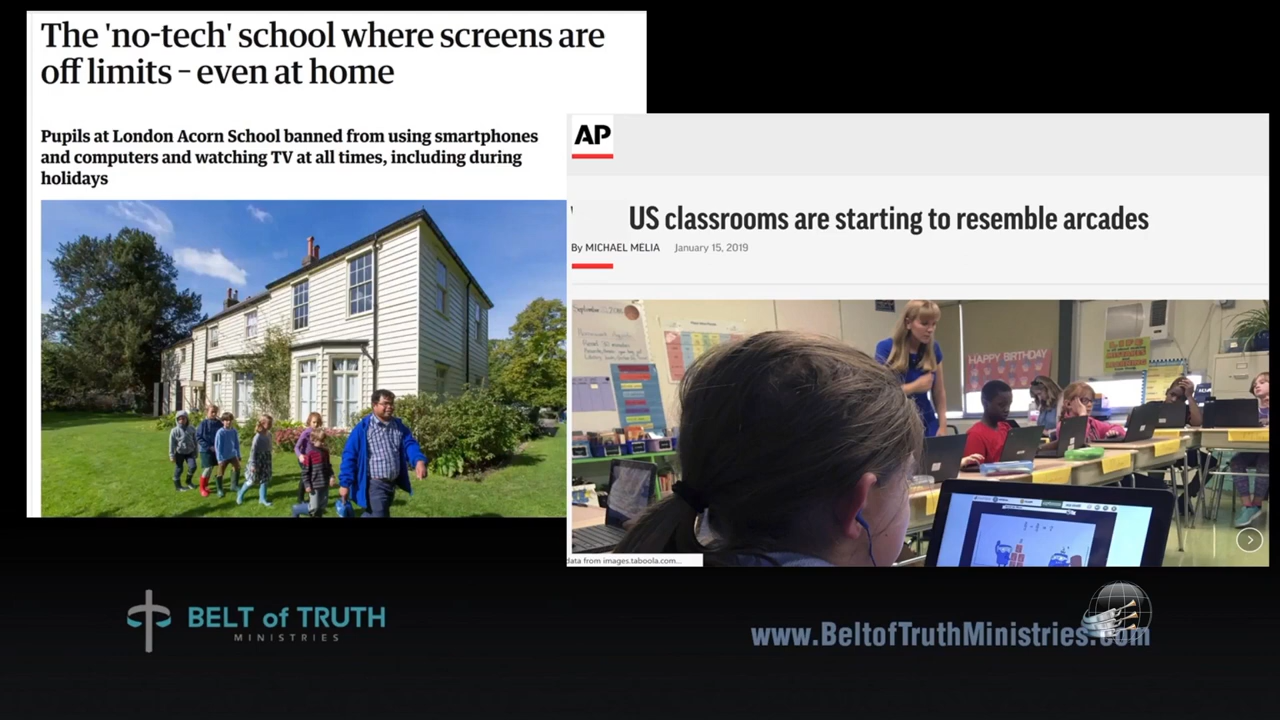 The 'no-tech' school where screens are
off limits – even at home
Pupils at London Acorn School banned from using smartphones
and computers and watching TV at all times, including during
holidays
AP
US classrooms are starting to resemble arcades
By MICHAEL MELIA January 15, 2019
HAPPY BIRTHDAY
data from images.taboola.com...
BELT of TRUTH
MINISTRIES
www.BeltofTruthMinistries.com